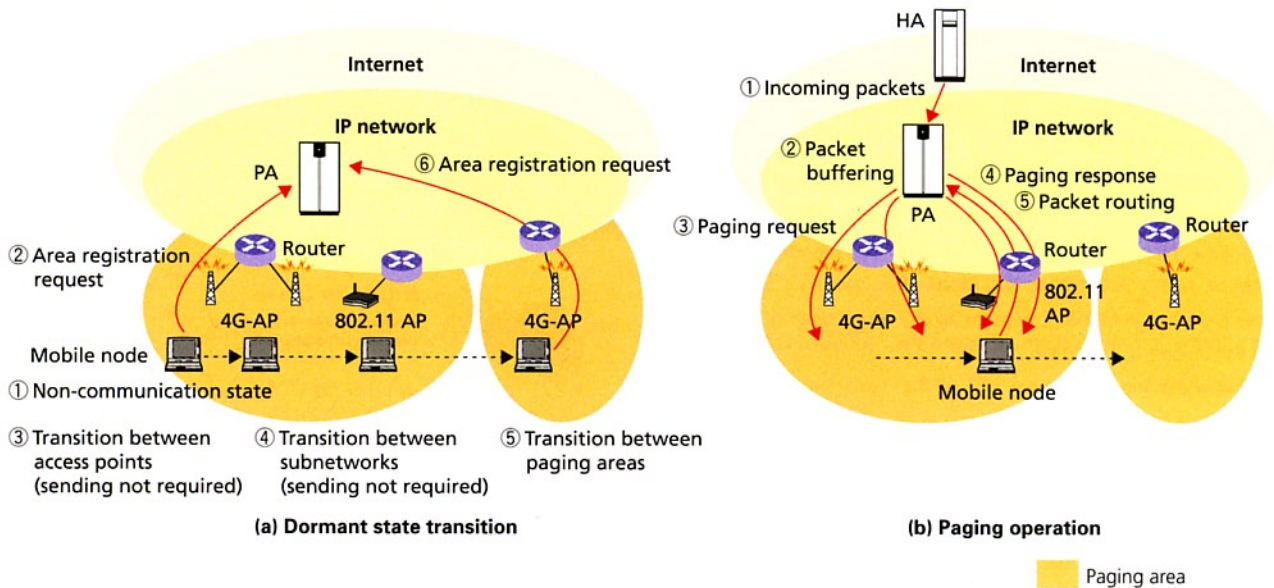 Internet
IP network
PA
⑥ Area registration request
② Area registration
request
Router
4G-AP
802.11 AP
4G-AP
Mobile node
① Non-communication state
③ Transition between
access points
(sending not required)
④ Transition between
subnetworks
(sending not required)
⑤ Transition between
paging areas
(a) Dormant state transition
HA
Internet
① Incoming packets
IP network
② Packet
buffering
④ Paging response
⑤ Packet routing
PA
③ Paging request
Router
Router
802.11
AP
4G-AP
4G-AP
Mobile node
(b) Paging operation
Paging area